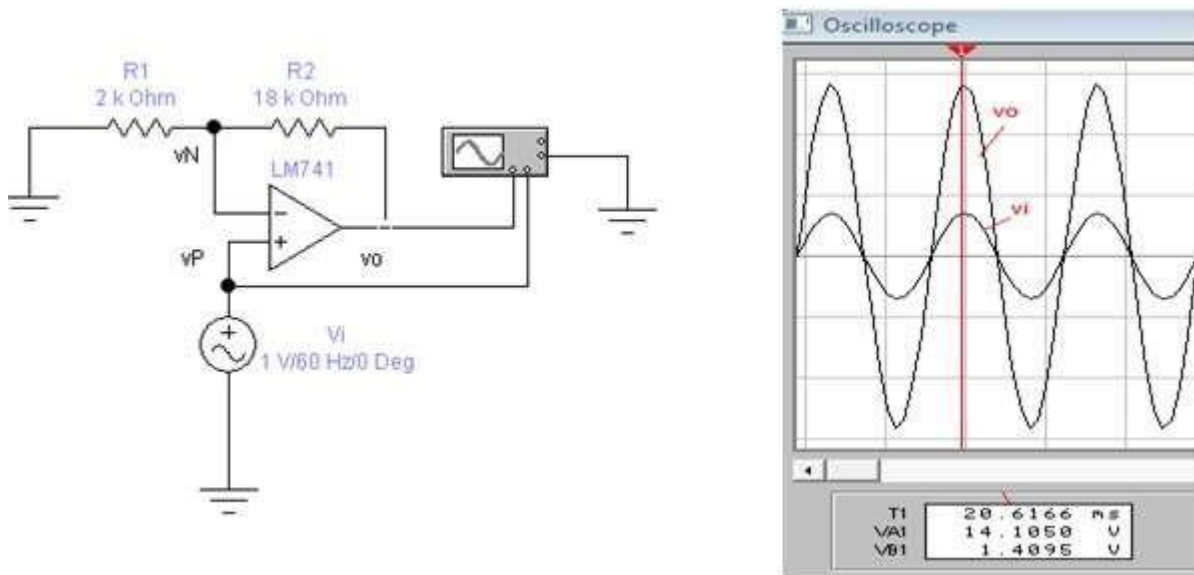 R1
2 k Ohm
R2
18 k Ohm
vN
LM741
vP
vo
Vi
1 V/60 Hz/0 Deg
Oscilloscope
1
vo
vi
T1 20.6166 ms
VA1 14.1050 V
VB1 1.4095 V